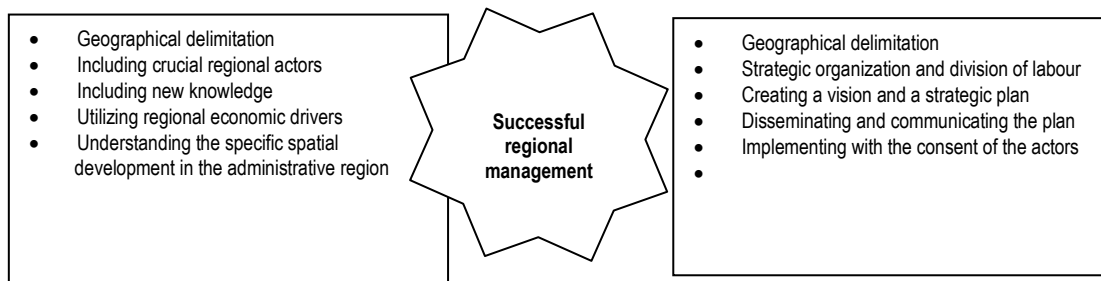 • Geographical delimitation
• Including crucial regional actors
• Including new knowledge
• Utilizing regional economic drivers
• Understanding the specific spatial
development in the administrative region
Successful
regional
management
• Geographical delimitation
• Strategic organization and division of labour
• Creating a vision and a strategic plan
• Disseminating and communicating the plan
• Implementing with the consent of the actors
•